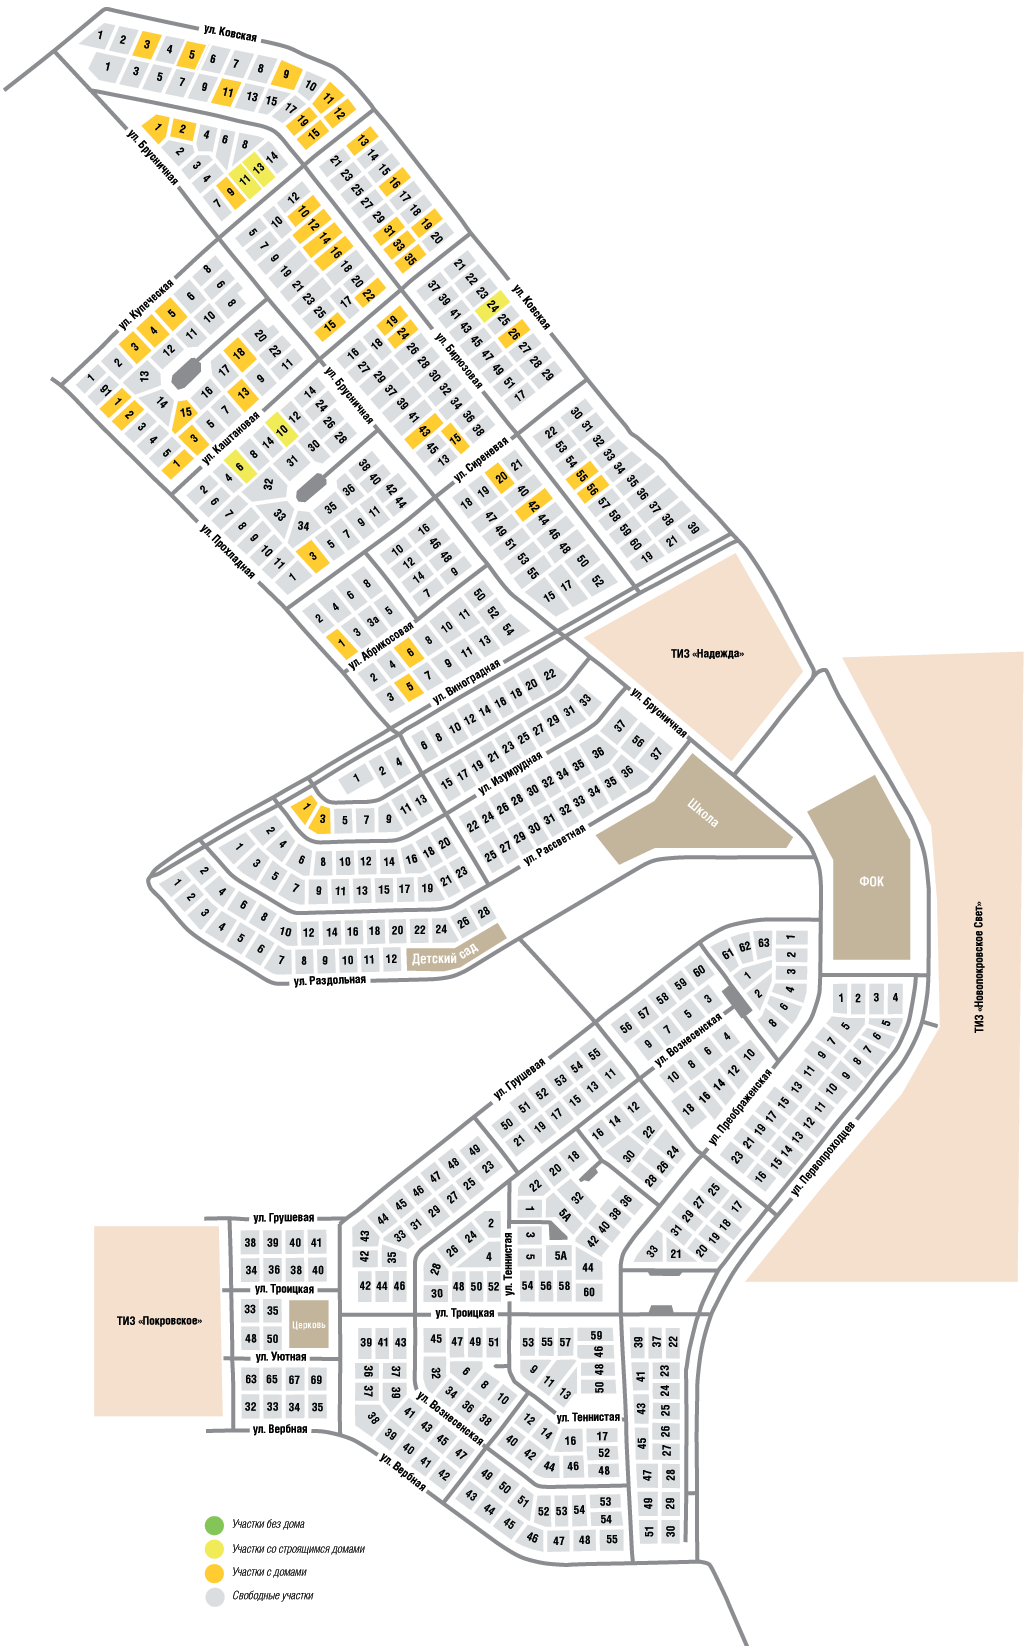 ул. Ковская
1 2 3 4 5 6 7 8 9 10 11 12
1 3 5 7 9 11 13 15 17 19 15
ул. Брусничная
1 2 4 6 8
2 3 4 7 9 11 13 14
13 14 15 16 17 18 19 20
21 23 25 27 29 31 33 35
12 10 12 14 16 18 20 22
10
5 7 9 19 21 23 25 15 17
ул. Ковская
21 22 23 24 25 26 27 28 29
37 39 41 43 45 47 49 51 17
ул. Купеческая
1 2 3 4 5 6 8
13 12 11 10 8 6
1 2 3 4 5 1
14 15 16 17 18 20 22
3 5 7 13 9 11
ул. Бирюзовая
19 24 26 28 30 32 34 36 38
16 18
27 29 37 39 41 43 45 13 15
ул. Брусничная
ул. Каштановая
2 4 6 8 14 10 12 14
24 26 28
32 31 30
6 7 8 9 10 11 1
33 34 35 36 38 40 42 44
3 5 7 9 11
ул. Сиреневая
18 19 20 21
40 42 44 46 48 50 52
47 49 51 53 55 15 17
30 31 32 33 34 35 36 37 38 39
22 53 54 55 56 57 58 59 60 19 21
ул. Прохладная
2 4 6 8
1 3 3а 5
10 16
12 46 48
14 7 9
ул. Абрикосовая
2 4 6 8 10 11 50 52 54
3 5 7 9 11 13
ул. Виноградная
ТИЗ «Надежда»
ул. Брусничная
6 8 10 12 14 16 18 20 22
15 17 19 21 23 25 27 29 31 33
ул. Изумрудная
1 2 4
1 3 5 7 9 11 13
22 24 26 28 30 32 34 35 36 37 56 37
25 27 29 30 31 32 33 34 35 36
ул. Рассветная
Школа
ФОК
ТИЗ «Новопокровское Свет»
2 4 6 8 10 12 14 16 18 20
1 3 5 7 9 11 13 15 17 19 21 23
2 4 6 8 10 12 14 16 18 20 22 24 26 28
1 2 3 4 5 6 7 8 9 10 11 12
Детский сад
ул. Раздольная
61 62 63 1 2 3 4 6 8
1 2
56 57 58 59 60
9 7 5 3
ул. Вознесенская
10 8 6 4
18 16 14 12 10
1 2 3 4
5 7 9 11 13 15 17 19 21 23
5 6 7 8 9 10 11 12 13 14 15 16
ул. Преображенская
ул. Первопроходцев
ул. Грушевая
50 51 52 53 54 55
21 19 17 15 13 11
16 14 12
30 22
28 26 24
43 44 45 46 47 48 49
33 31 29 27 25 23
42 35
42 44 46
22 20 18
1 5А 32
42 40 38 36
3 5 5А 44
54 56 58 60
28 26 24 2
4
30 48 50 52
ул. Теннистая
31 29 27 25
33 21 20 19 18 17
ул. Грушевая
38 39 40 41
34 36 38 40
ул. Троицкая
33 35
48 50
Церковь
ул. Уютная
63 65 67 69
32 33 34 35
ул. Вербная
ТИЗ «Покровское»
ул. Троицкая
39 41 43
36 37
37 39
38 39 40 41 42
41 43 45 47
45 47 49 51
32 34 36 38
6 8 10
ул. Вознесенская
ул. Вербная
53 55 57 59
46 48 50
9 11 13
ул. Теннистая
12 14 16 17
40 42 44 46 52
48
49 50 51 52 53 54 53
54
43 44 45 46 47 48 55
39 37 22
41 23
24
43 25
26
45 27
47 28
49 29
51 30
Участки без дома
Участки со строящимся домами
Участки с домами
Свободные участки